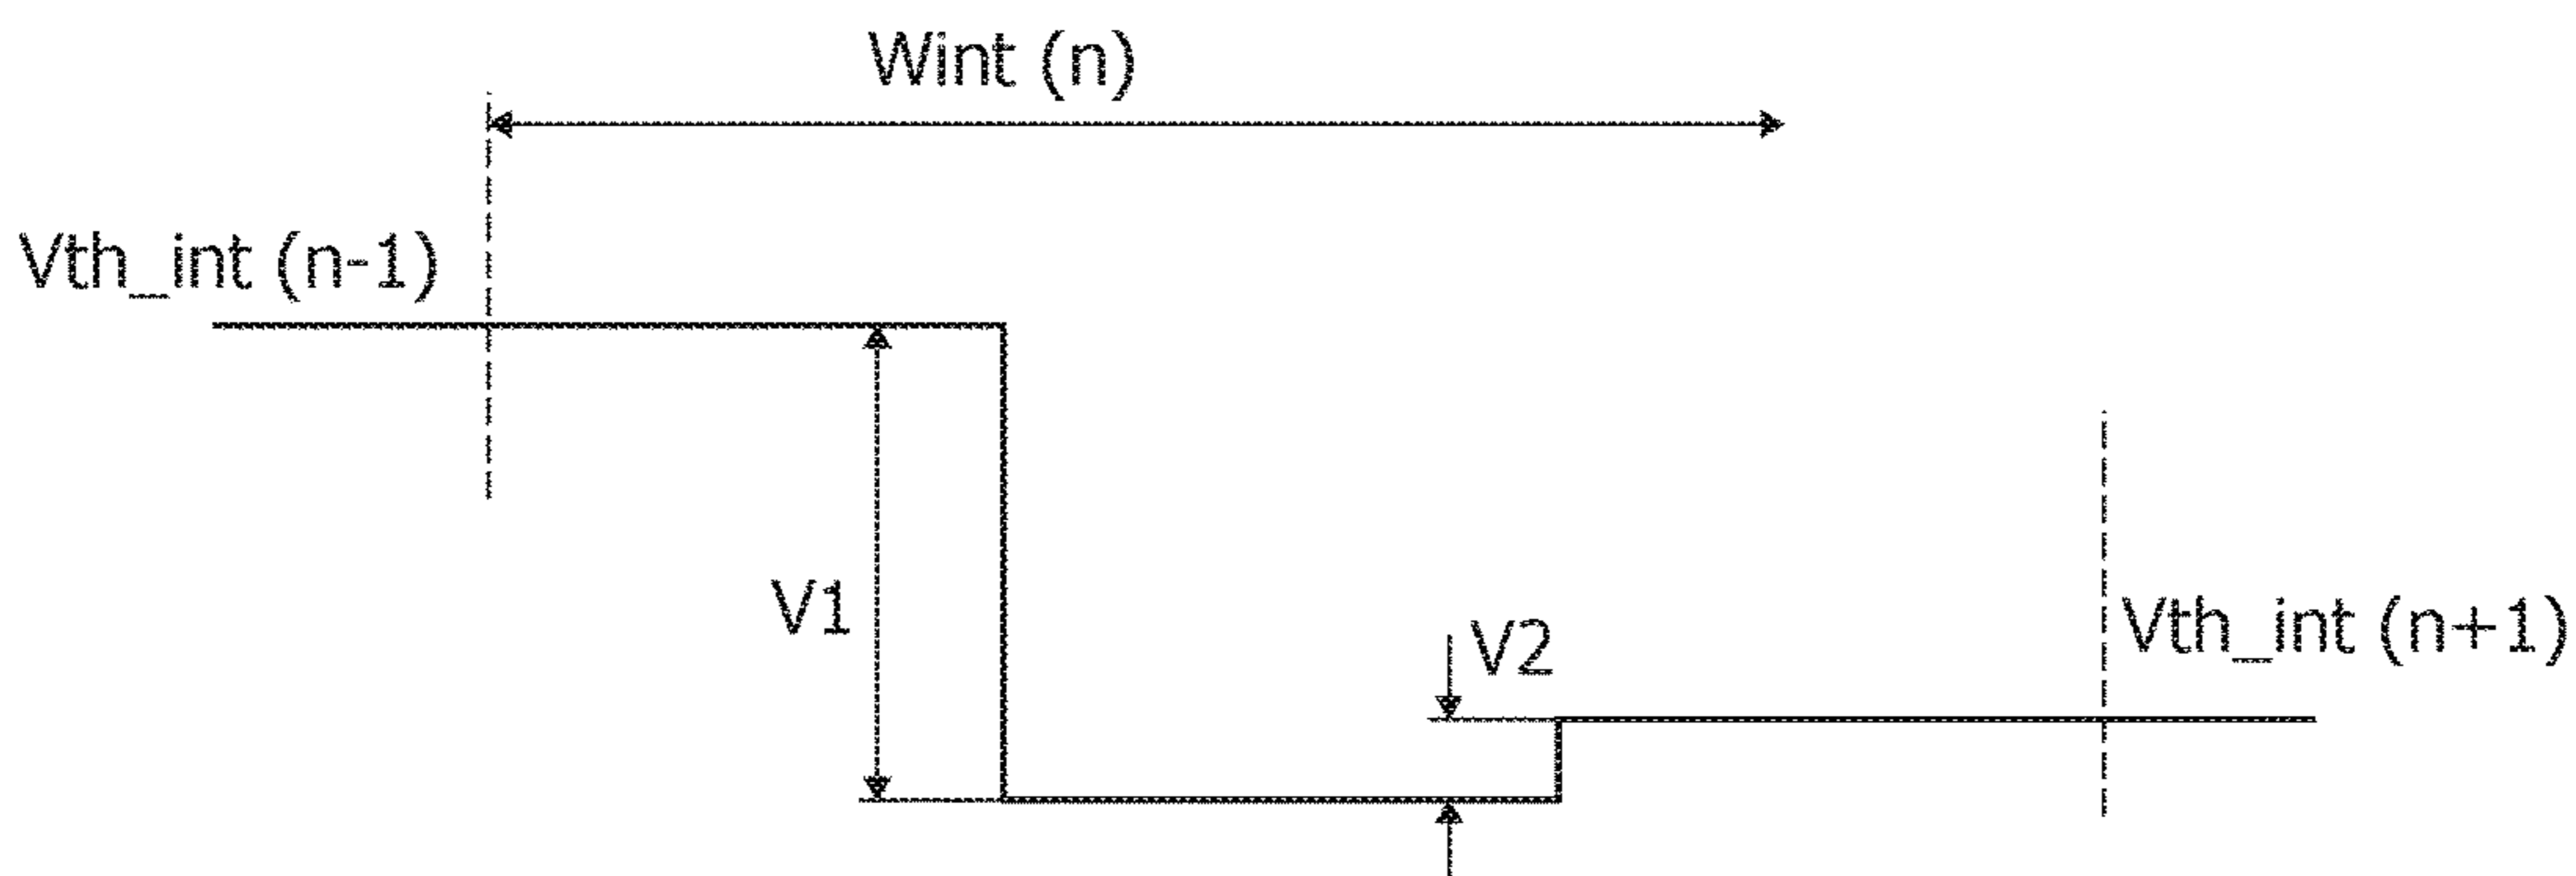 Wint (n)
Vth_int (n-1)
V1
V2
Vth_int (n+1)